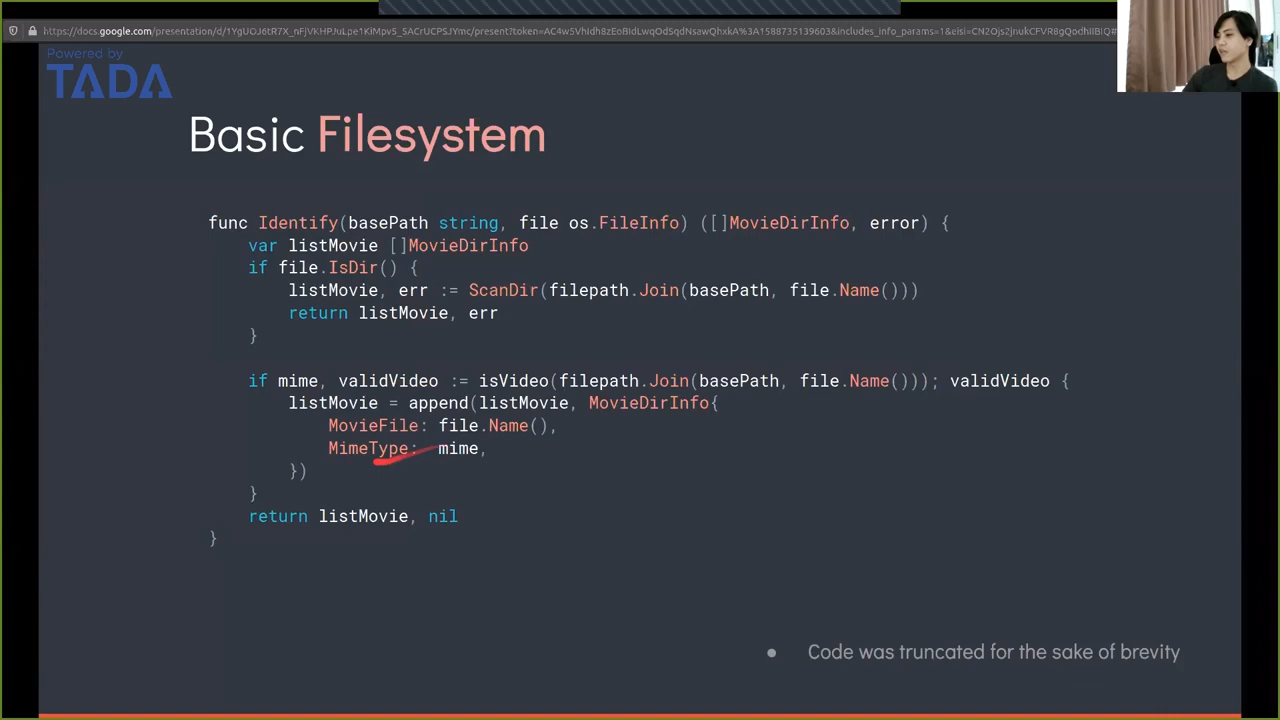 Powered by
TADA
Basic Filesystem
func Identify(basePath string, file os.FileInfo) ([]MovieDirInfo, error) {
    var listMovie []MovieDirInfo
    if file.IsDir() {
        listMovie, err := ScanDir(filepath.Join(basePath, file.Name()))
        return listMovie, err
    }
    if mime, validVideo := isVideo(filepath.Join(basePath, file.Name())); validVideo {
        listMovie = append(listMovie, MovieDirInfo{
            MovieFile: file.Name(),
            MimeType:  mime,
        })
    }
    return listMovie, nil
}
● Code was truncated for the sake of brevity